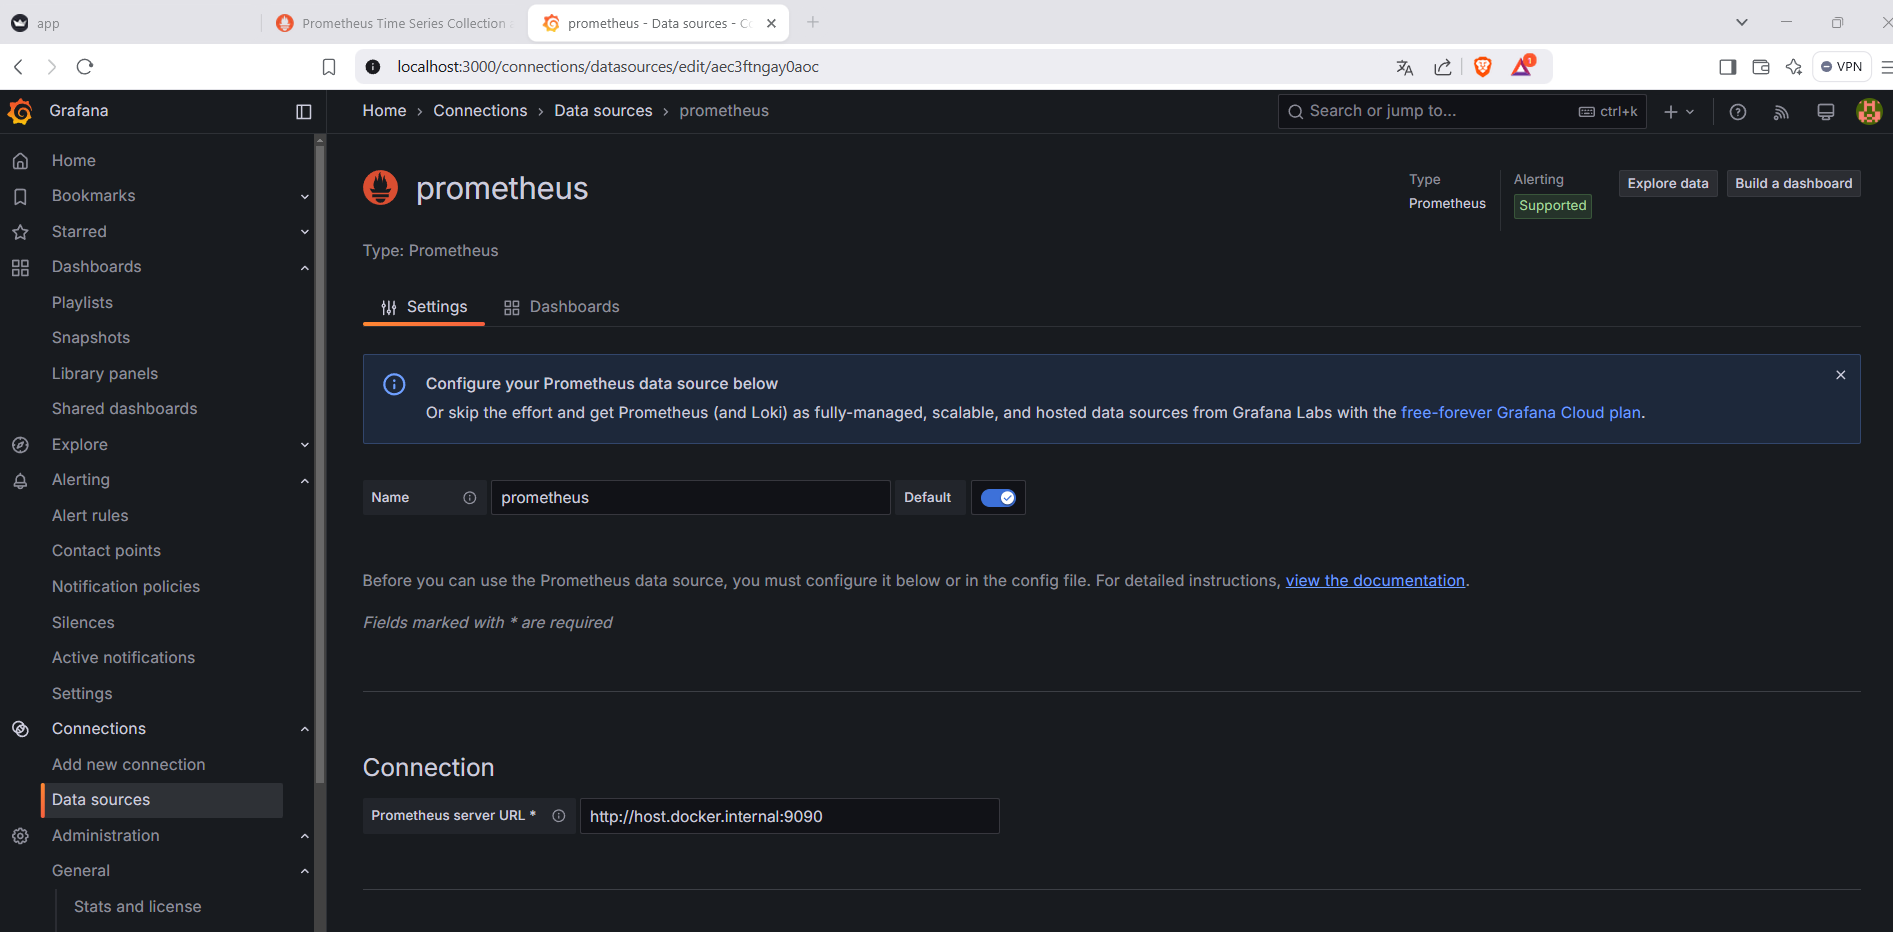 app
Prometheus Time Series Collection
prometheus - Data sources - Co
localhost:3000/connections/datasources/edit/aec3ftngay0aoc
1
VPN
Grafana
Home › Connections › Data sources › prometheus
Search or jump to...
ctrl+k
Home
Bookmarks
Starred
Dashboards
Playlists
Snapshots
Library panels
Shared dashboards
Explore
Alerting
Alert rules
Contact points
Notification policies
Silences
Active notifications
Settings
Connections
Add new connection
Data sources
Administration
General
Stats and license
prometheus
Type
Prometheus
Alerting
Supported
Explore data
Build a dashboard
Type: Prometheus
Settings
Dashboards
Configure your Prometheus data source below
Or skip the effort and get Prometheus (and Loki) as fully-managed, scalable, and hosted data sources from Grafana Labs with the free-forever Grafana Cloud plan.
Name
prometheus
Default
Before you can use the Prometheus data source, you must configure it below or in the config file. For detailed instructions, view the documentation.
Fields marked with * are required
Connection
Prometheus server URL *
http://host.docker.internal:9090